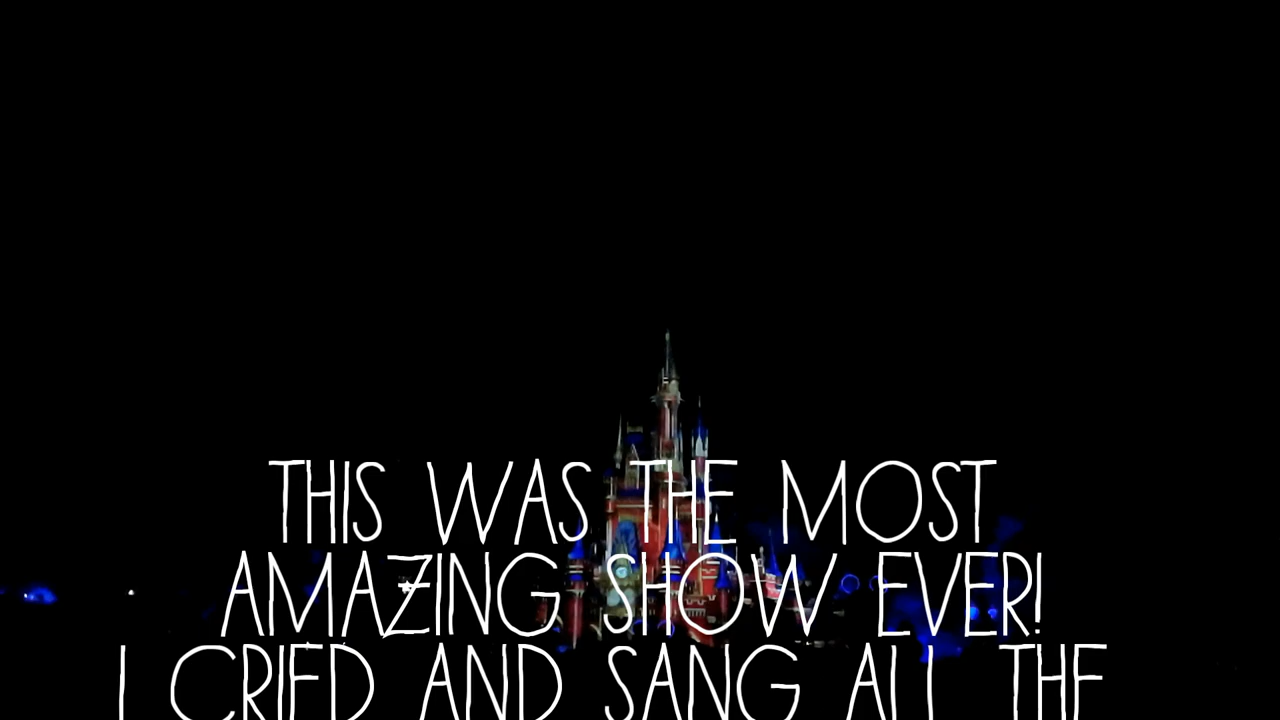 THIS WAS THE MOST
AMAZING SHOW EVER!
I CRIED AND SANG ALL THE